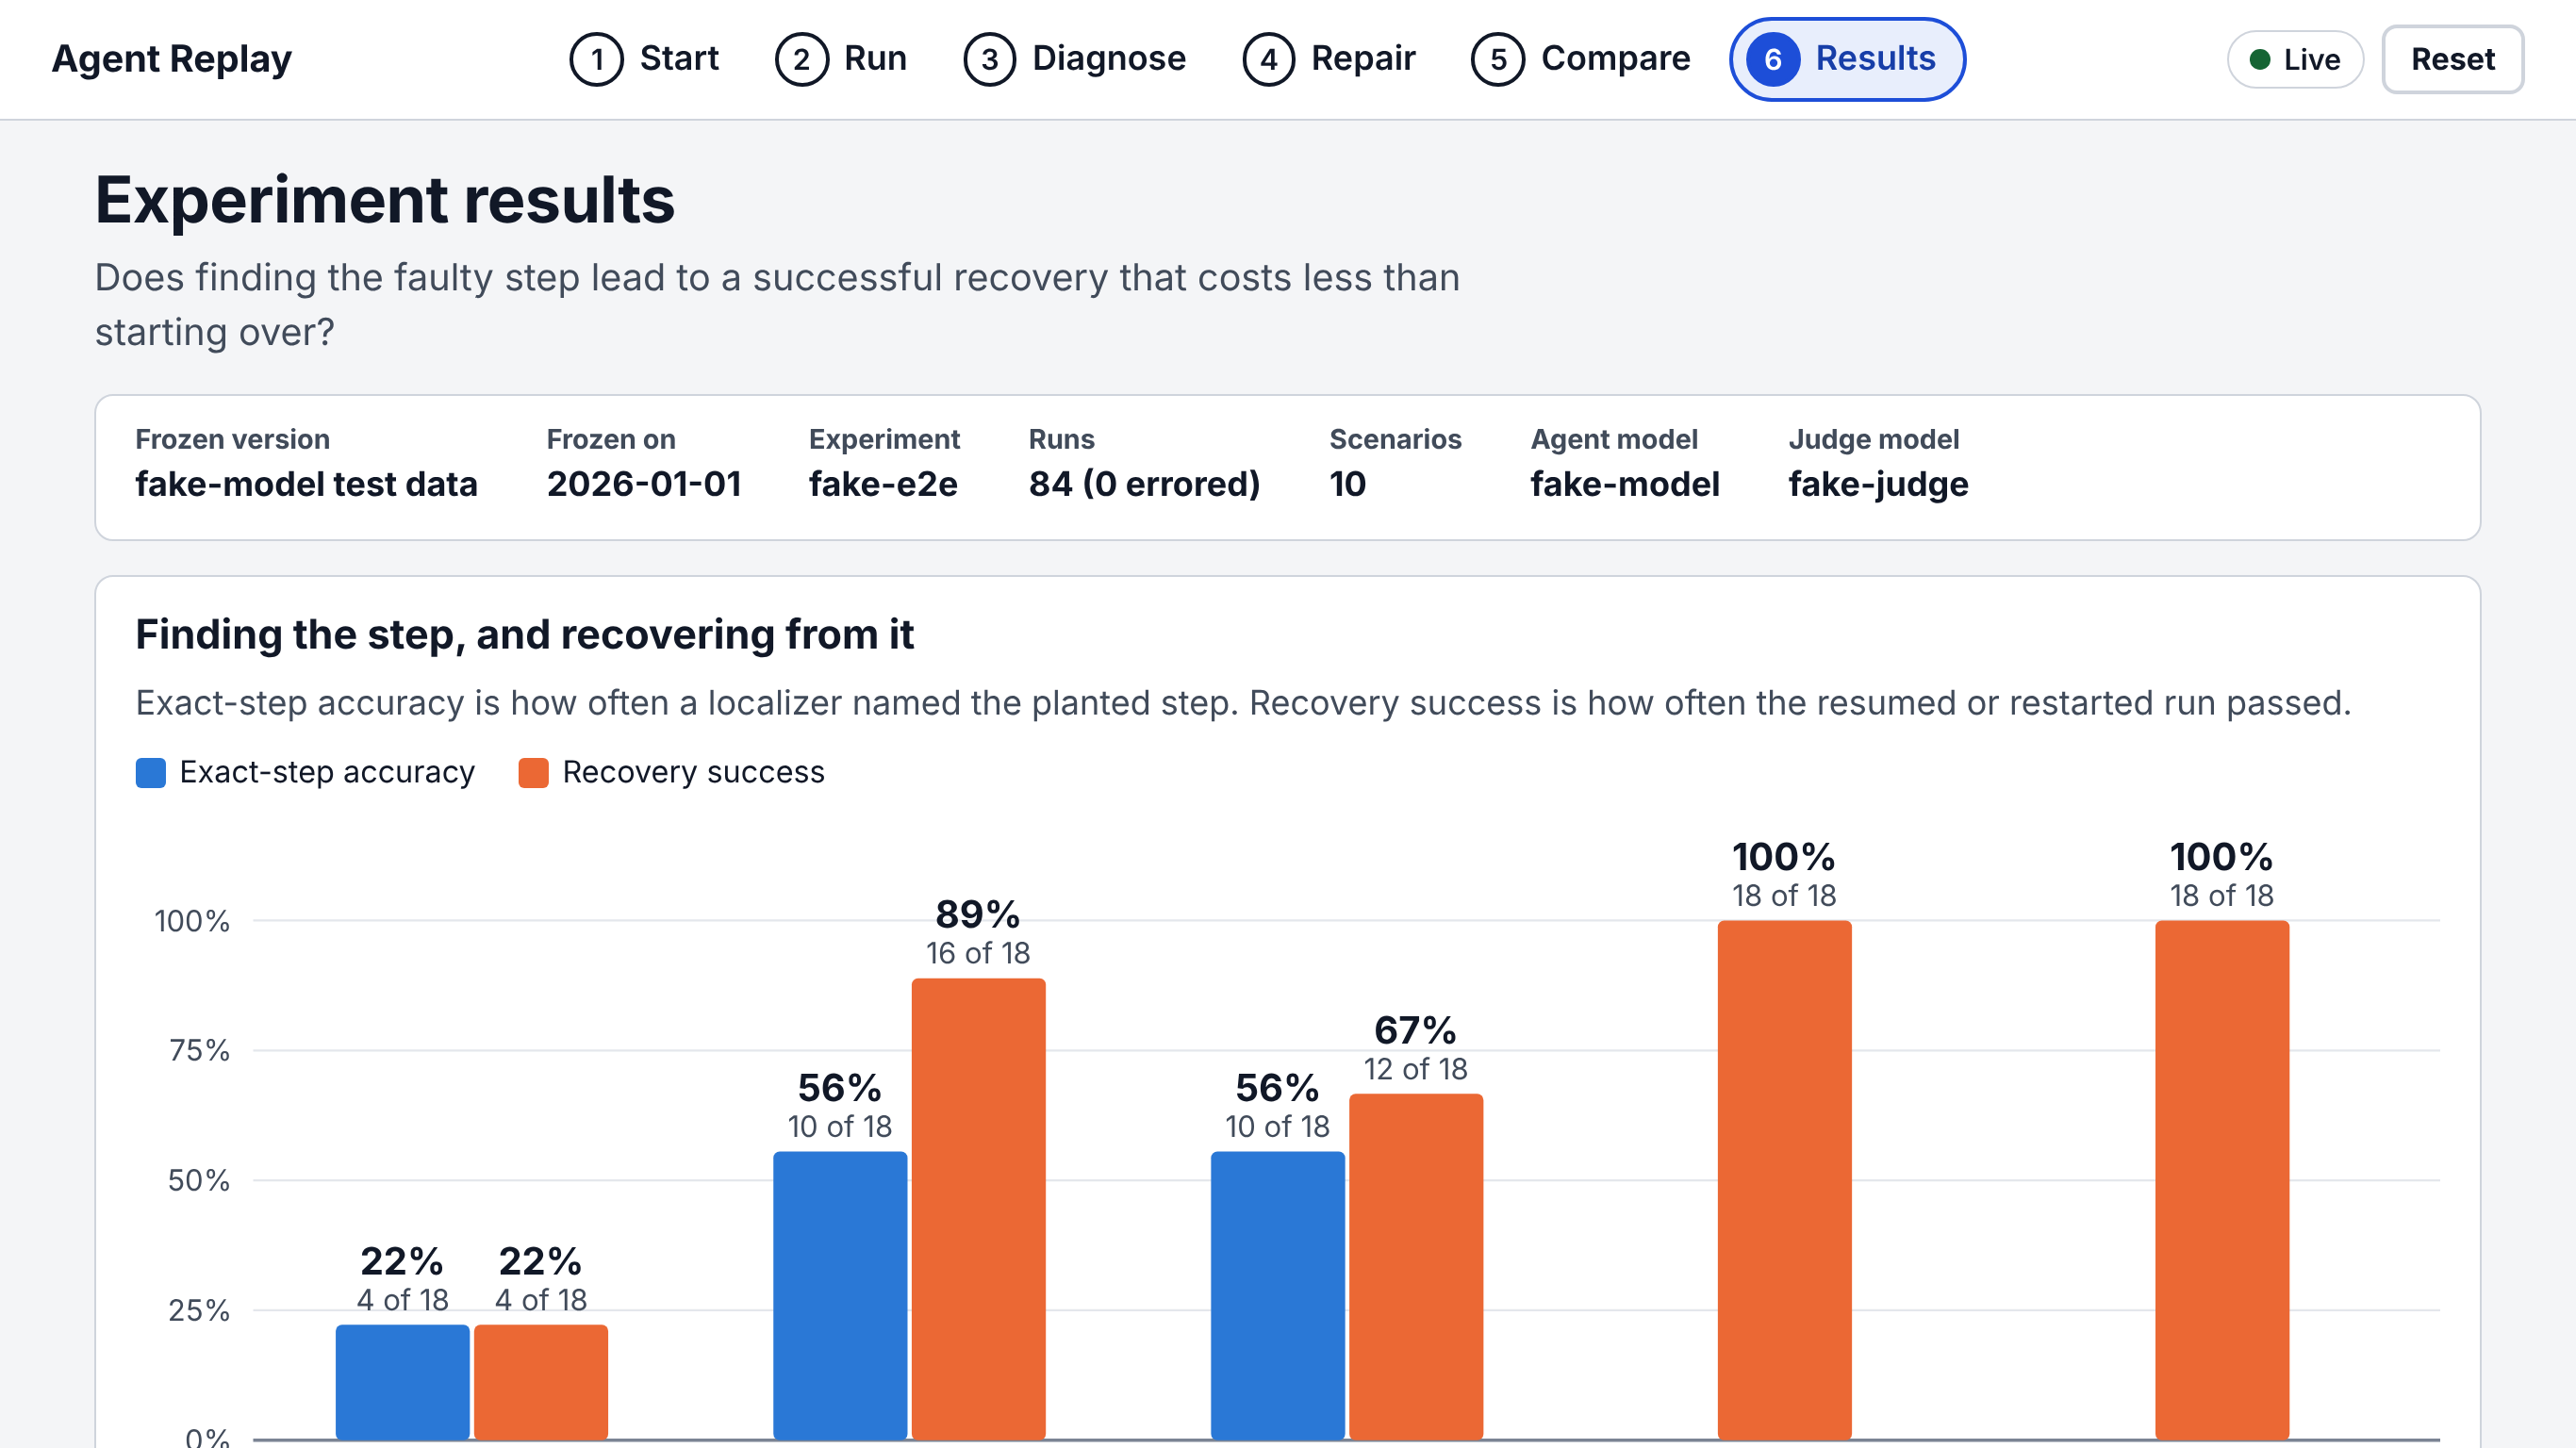 Agent Replay
1 Start
2 Run
3 Diagnose
4 Repair
5 Compare
6 Results
Live
Reset
Experiment results
Does finding the faulty step lead to a successful recovery that costs less than
starting over?
Frozen version
fake-model test data
Frozen on
2026-01-01
Experiment
fake-e2e
Runs
84 (0 errored)
Scenarios
10
Agent model
fake-model
Judge model
fake-judge
Finding the step, and recovering from it
Exact-step accuracy is how often a localizer named the planted step. Recovery success is how often the resumed or restarted run passed.
Exact-step accuracy
Recovery success
100%
75%
50%
25%
0%
22%
4 of 18
22%
4 of 18
56%
10 of 18
89%
16 of 18
56%
10 of 18
67%
12 of 18
100%
18 of 18
100%
18 of 18